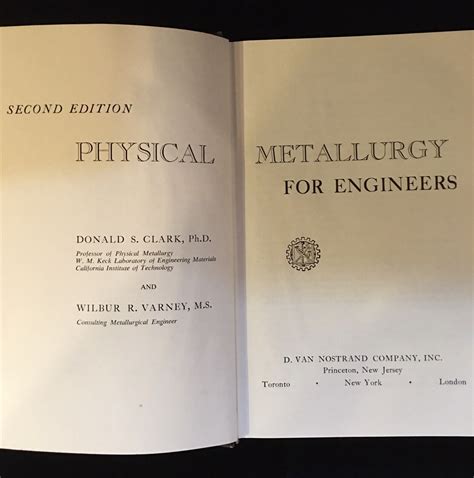 SECOND EDITION
PHYSICAL METALLURGY
FOR ENGINEERS
DONALD S. CLARK, Ph.D.
Professor of Physical Metallurgy
W. M. Keck Laboratory of Engineering Materials
California Institute of Technology
AND
WILBUR R. VARNEY, M.S.
Consulting Metallurgical Engineer
D. VAN NOSTRAND COMPANY, INC.
Princeton, New Jersey
Toronto · New York · London